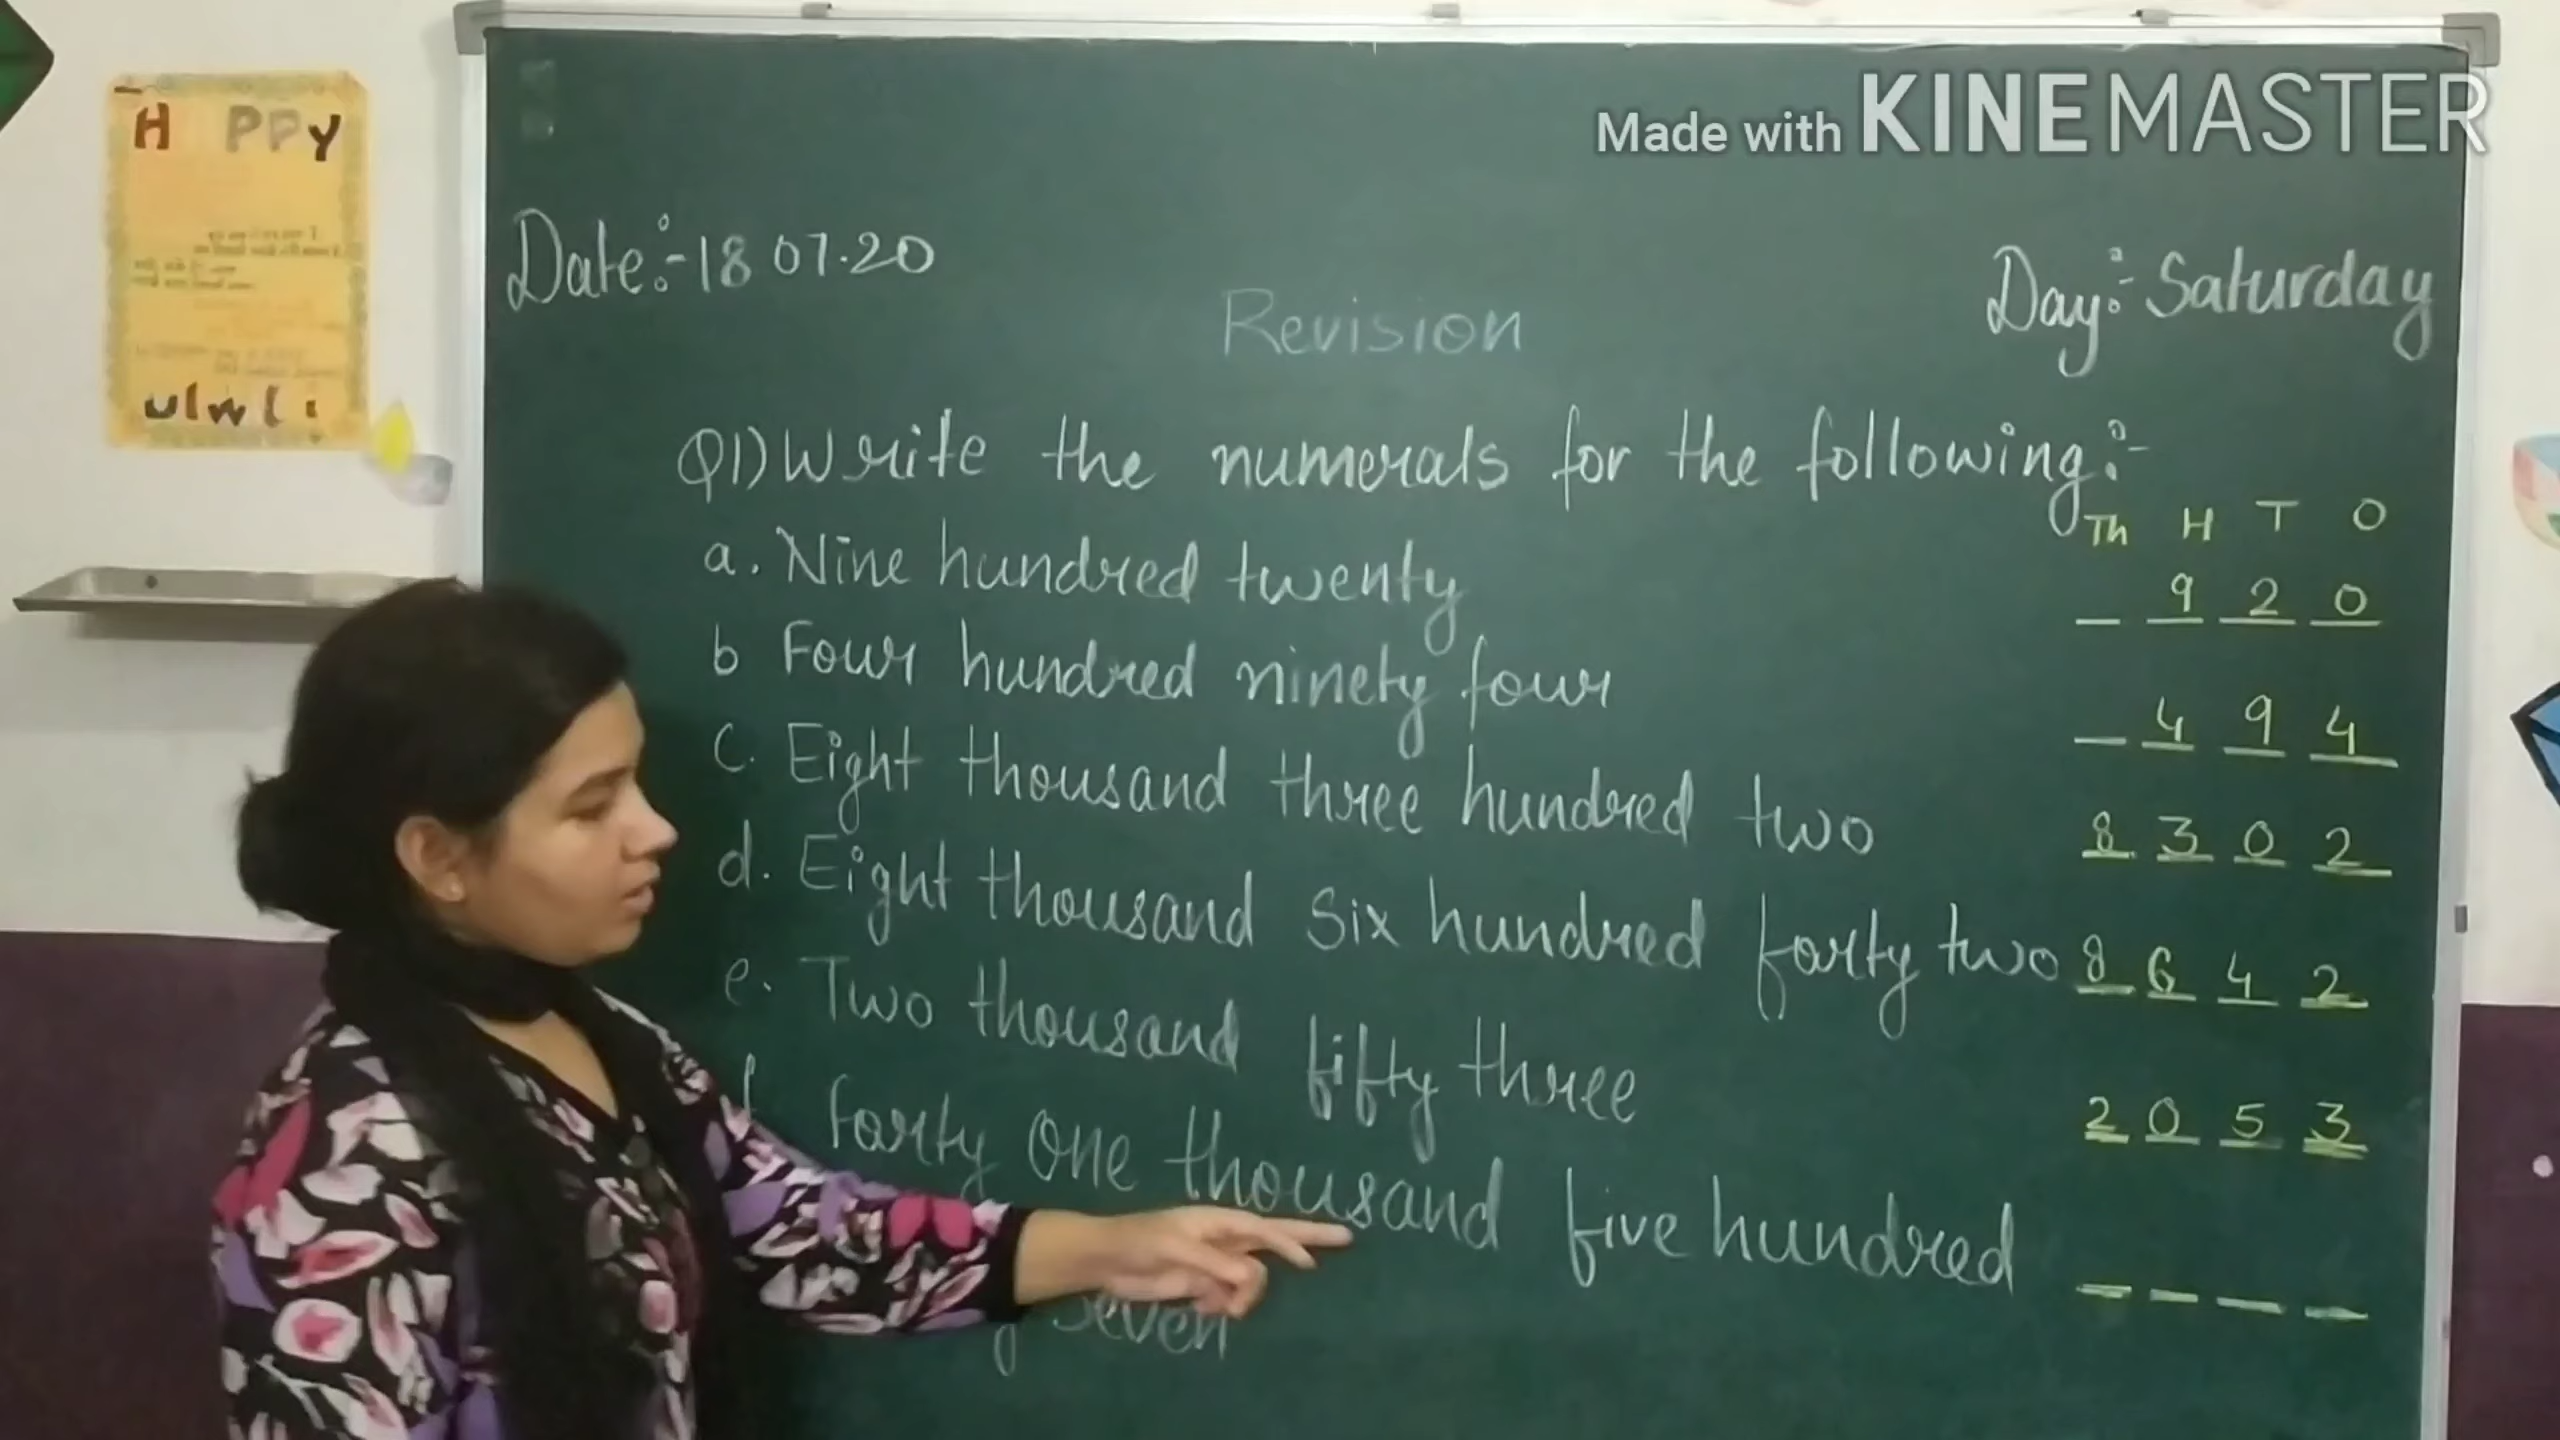 H PPY
Made with KINEMASTER
Date:-18 07.20
Day:- Saturday
Revision
Q1) Write the numerals for the following:-
Th H T O
a. Nine hundred twenty _ 9 2 0
b Four hundred ninety four _ 4 9 4
c. Eight thousand three hundred two 8 3 0 2
d. Eight thousand six hundred forty two 8 6 4 2
e. Two thousand fifty three 2 0 5 3
f forty one thousand five hundred _ _ _ _
seven